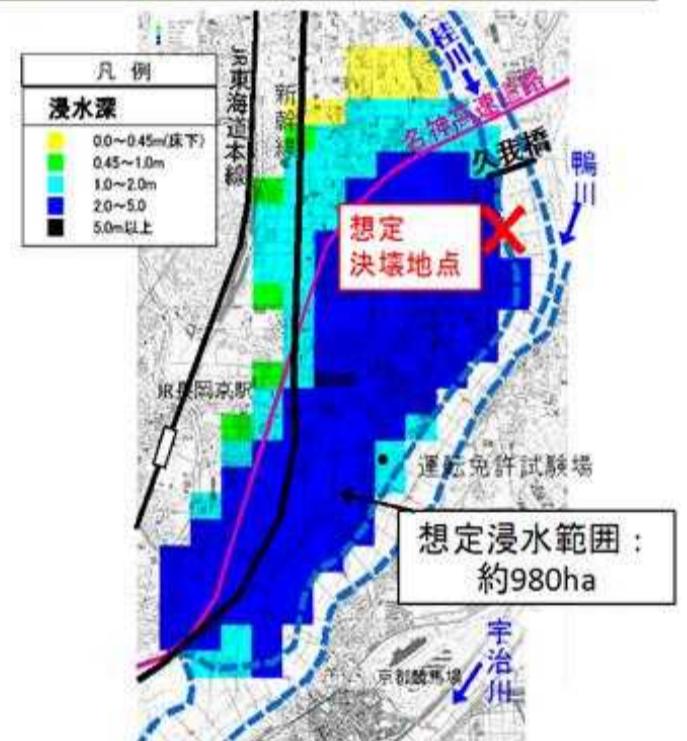 凡 例
浸水深
0.0～0.45m(床下)
0.45～1.0m
1.0～2.0m
2.0～5.0
5.0m以上
JR東海道本線
新幹線
桂川
名神高速道路
久我橋
鴨川
想定
決壊地点
JR長岡京駅
運転免許試験場
想定浸水範囲：
約980ha
京都競馬場
宇治川